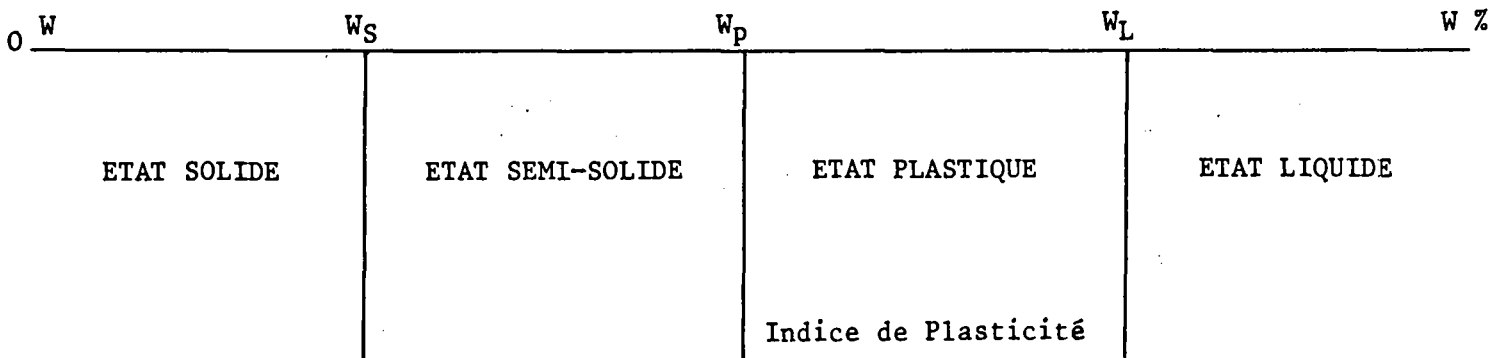 0 W W_S W_P W_L W %
ETAT SOLIDE ETAT SEMI-SOLIDE ETAT PLASTIQUE ETAT LIQUIDE
Indice de Plasticité